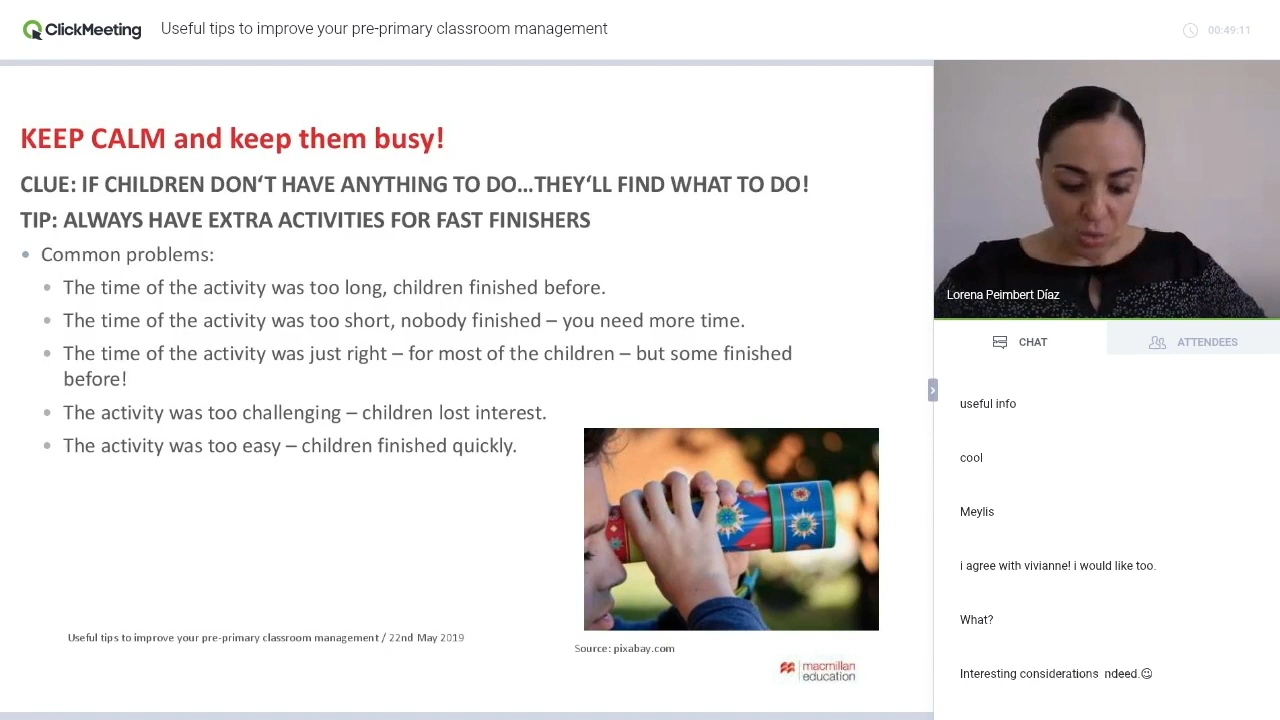 ClickMeeting
Useful tips to improve your pre-primary classroom management
00:49:11
KEEP CALM and keep them busy!
CLUE: IF CHILDREN DON‘T HAVE ANYTHING TO DO…THEY‘LL FIND WHAT TO DO!
TIP: ALWAYS HAVE EXTRA ACTIVITIES FOR FAST FINISHERS
• Common problems:
• The time of the activity was too long, children finished before.
• The time of the activity was too short, nobody finished – you need more time.
• The time of the activity was just right – for most of the children – but some finished
before!
• The activity was too challenging – children lost interest.
• The activity was too easy – children finished quickly.
Useful tips to improve your pre-primary classroom management / 22nd May 2019
Source: pixabay.com
macmillan
education
Lorena Peimbert Díaz
CHAT
ATTENDEES
useful info
cool
Meylis
i agree with vivianne! i would like too.
What?
Interesting considerations ndeed.😉